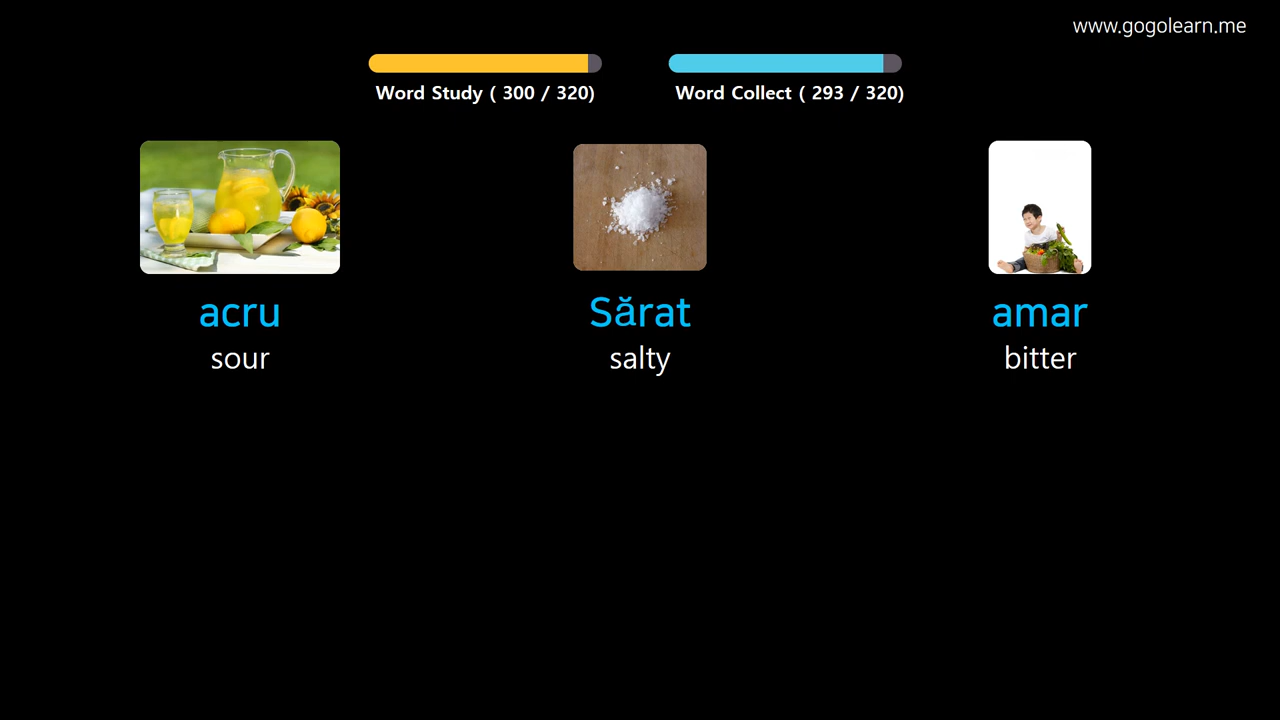 www.gogolearn.me
Word Study ( 300 / 320)
Word Collect ( 293 / 320)
acru
Sărat
amar
sour
salty
bitter